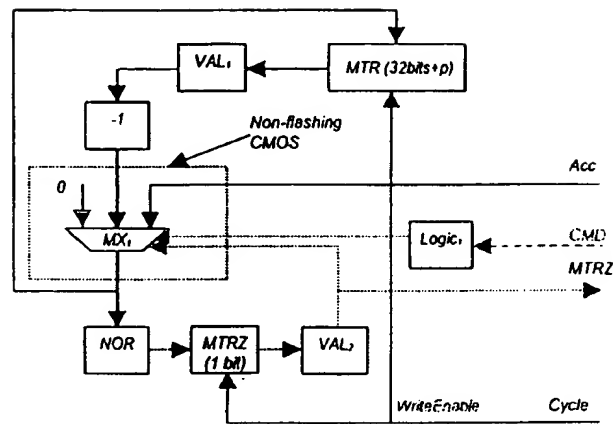 VAL₁
MTR (32bits+p)
-1
Non-flashing
CMOS
0
Acc
MX₁
Logic₁
CMD
MTRZ
NOR
MTRZ
(1 bit)
VAL₂
WriteEnable
Cycle